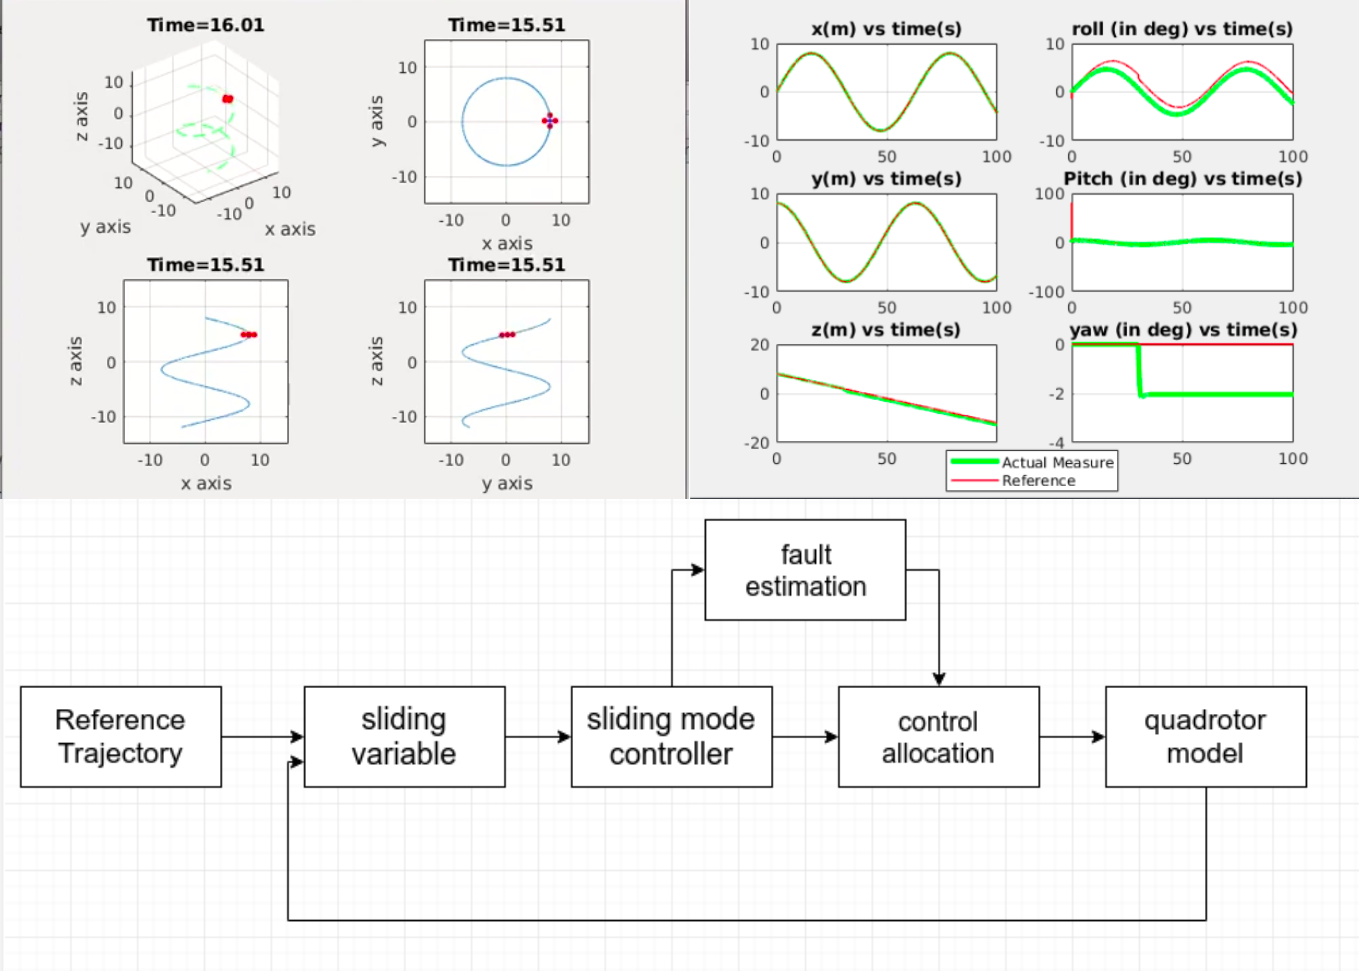 Time=16.01
10
0
-10
z axis
10
0
-10
y axis
-10
0
10
x axis
Time=15.51
10
0
-10
y axis
-10
0
10
x axis
Time=15.51
10
0
-10
z axis
-10
0
10
x axis
Time=15.51
10
0
-10
z axis
-10
0
10
y axis
x(m) vs time(s)
10
0
-10
0
50
100
roll (in deg) vs time(s)
10
0
-10
0
50
100
y(m) vs time(s)
10
0
-10
0
50
100
Pitch (in deg) vs time(s)
100
0
-100
0
50
100
z(m) vs time(s)
20
0
-20
0
50
yaw (in deg) vs time(s)
0
-2
-4
50
100
Actual Measure
Reference
fault
estimation
Reference
Trajectory
sliding
variable
sliding mode
controller
control
allocation
quadrotor
model